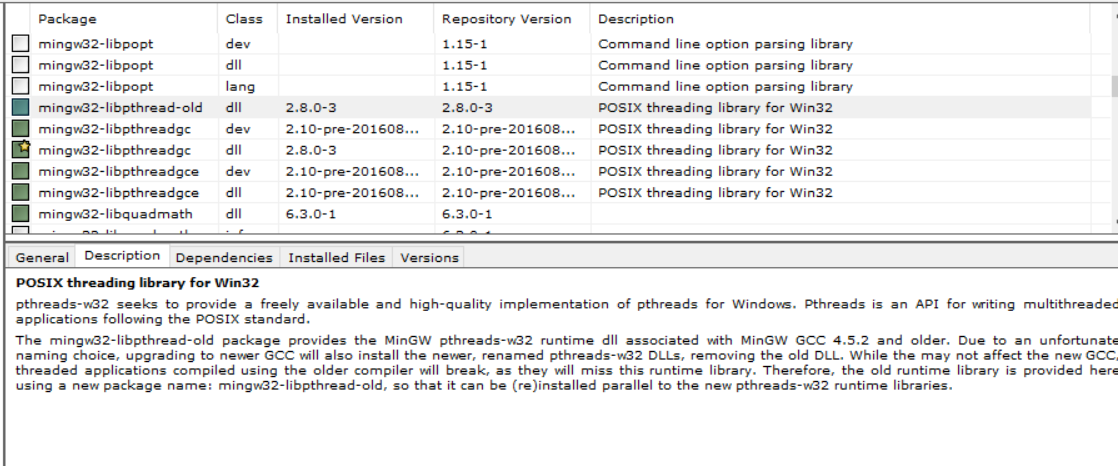 Package Class Installed Version Repository Version Description
mingw32-libpopt dev 1.15-1 Command line option parsing library
mingw32-libpopt dll 1.15-1 Command line option parsing library
mingw32-libpopt lang 1.15-1 Command line option parsing library
mingw32-libpthread-old dll 2.8.0-3 2.8.0-3 POSIX threading library for Win32
mingw32-libpthreadgc dev 2.10-pre-201608... 2.10-pre-201608... POSIX threading library for Win32
mingw32-libpthreadgc dll 2.8.0-3 2.10-pre-201608... POSIX threading library for Win32
mingw32-libpthreadgce dev 2.10-pre-201608... 2.10-pre-201608... POSIX threading library for Win32
mingw32-libpthreadgce dll 2.10-pre-201608... 2.10-pre-201608... POSIX threading library for Win32
mingw32-libquadmath dll 6.3.0-1 6.3.0-1
General Description Dependencies Installed Files Versions
POSIX threading library for Win32
pthreads-w32 seeks to provide a freely available and high-quality implementation of pthreads for Windows. Pthreads is an API for writing multithreaded
applications following the POSIX standard.
The mingw32-libpthread-old package provides the MinGW pthreads-w32 runtime dll associated with MinGW GCC 4.5.2 and older. Due to an unfortunate
naming choice, upgrading to newer GCC will also install the newer, renamed pthreads-w32 DLLs, removing the old DLL. While the may not affect the new GCC,
threaded applications compiled using the older compiler will break, as they will miss this runtime library. Therefore, the old runtime library is provided here
using a new package name: mingw32-libpthread-old, so that it can be (re)installed parallel to the new pthreads-w32 runtime libraries.